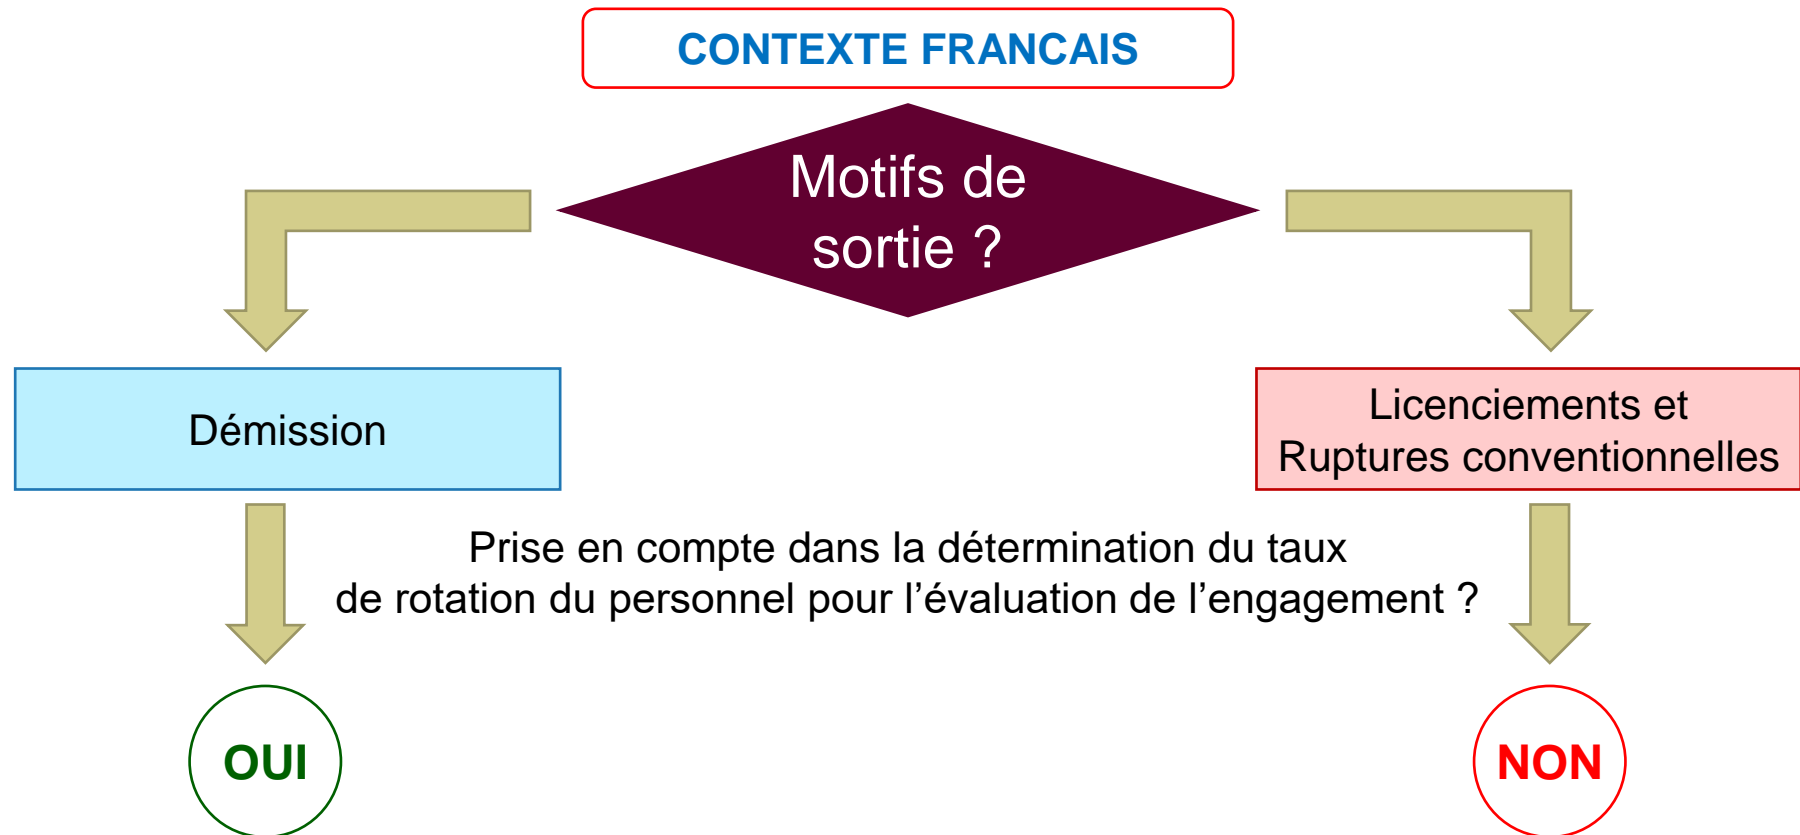 CONTEXTE FRANCAIS
Motifs de
sortie ?
Démission
Licenciements et
Ruptures conventionnelles
Prise en compte dans la détermination du taux
de rotation du personnel pour l’évaluation de l’engagement ?
OUI
NON